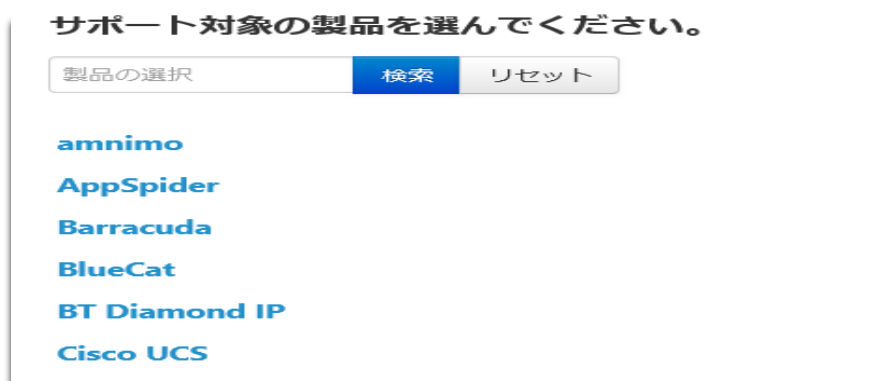 サポート対象の製品を選んでください。
製品の選択 検索 リセット
amnimo
AppSpider
Barracuda
BlueCat
BT Diamond IP
Cisco UCS